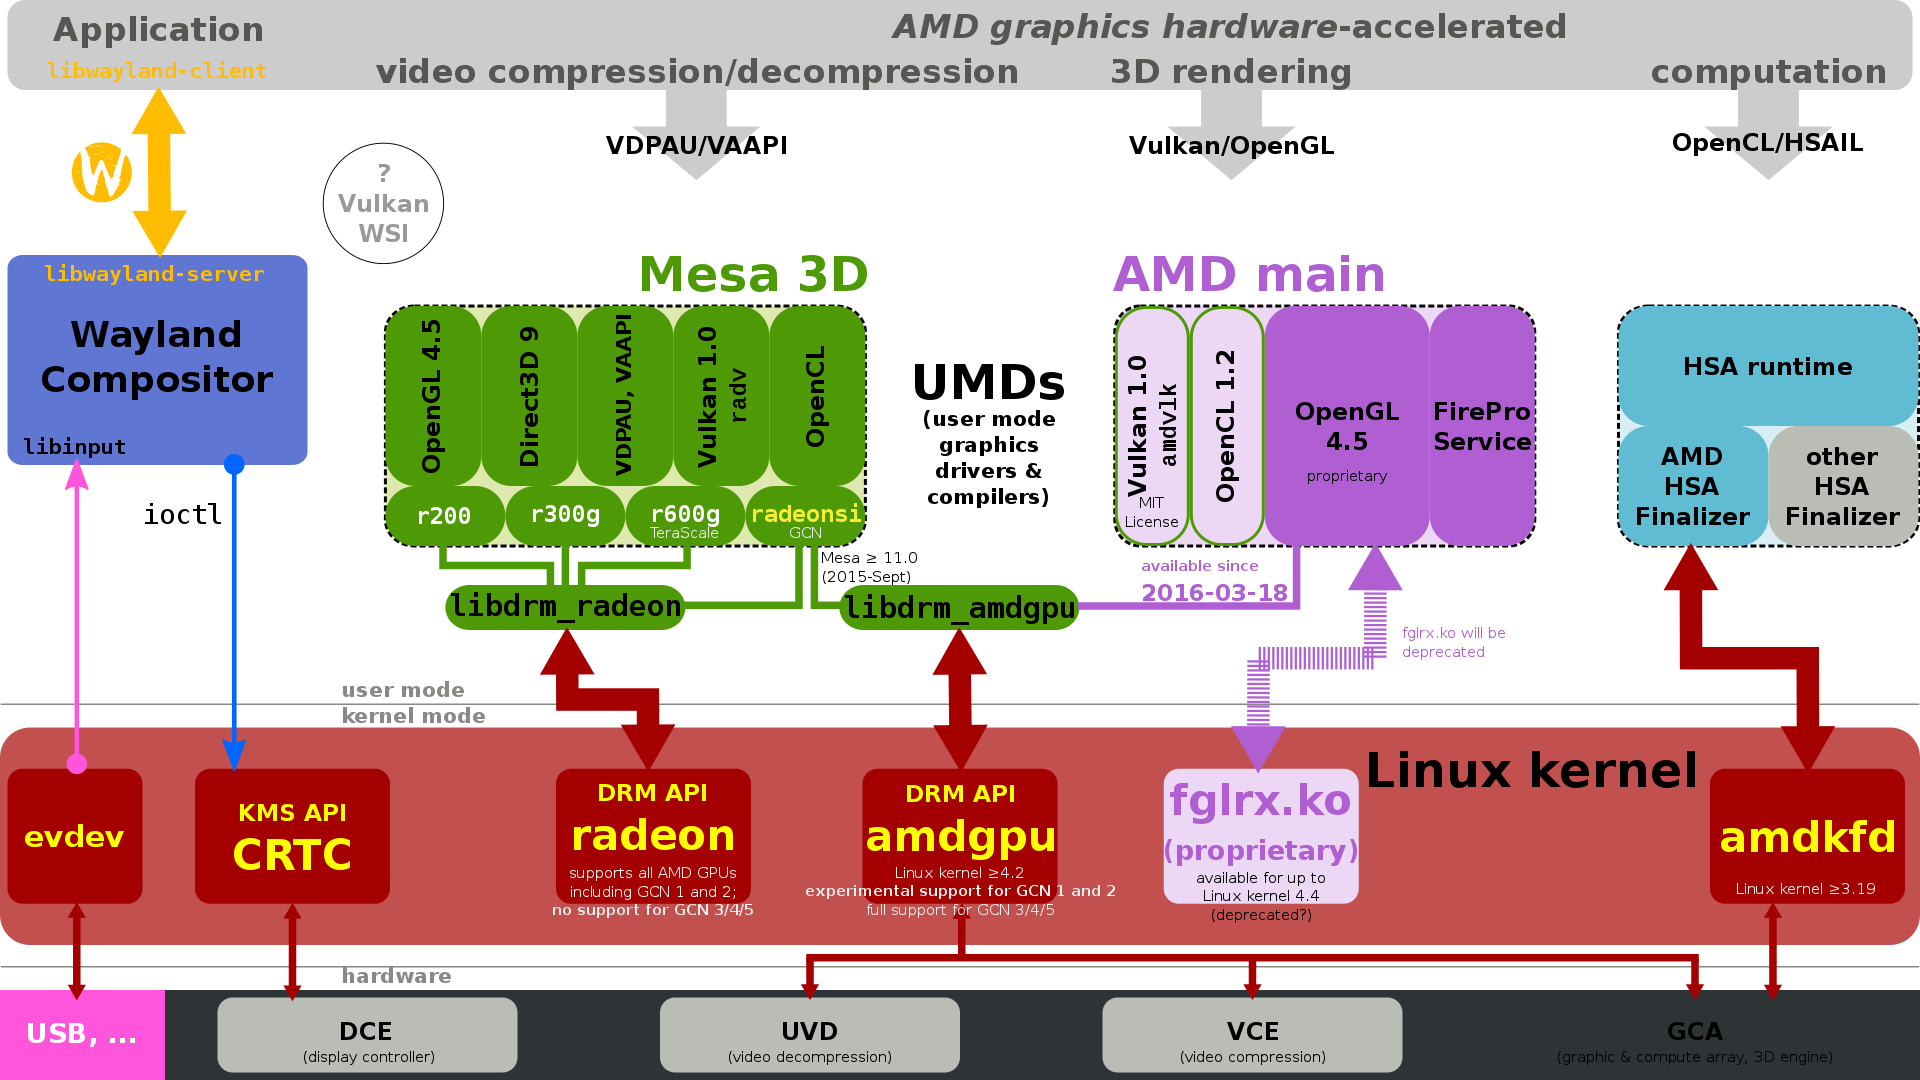 Application
AMD graphics hardware-accelerated
libwayland-client
video compression/decompression
3D rendering
computation
VDPAU/VAAPI
Vulkan/OpenGL
OpenCL/HSAIL
W
?
Vulkan
WSI
libwayland-server
Wayland
Compositor
libinput
ioctl
Mesa 3D
OpenGL 4.5
Direct3D 9
VDPAU, VAAPI
Vulkan 1.0
radv
OpenCL
r200
r300g
r600g
TeraScale
radeonsi
GCN
Mesa ≥ 11.0
(2015-Sept)
libdrm_radeon
libdrm_amdgpu
UMDs
(user mode
graphics
drivers &
compilers)
AMD main
Vulkan 1.0
amdvlk
MIT
License
OpenCL 1.2
OpenGL
4.5
proprietary
FirePro
Service
available since
2016-03-18
fglrx.ko will be
deprecated
HSA runtime
AMD
HSA
Finalizer
other
HSA
Finalizer
user mode
kernel mode
Linux kernel
evdev
KMS API
CRTC
DRM API
radeon
supports all AMD GPUs
including GCN 1 and 2;
no support for GCN 3/4/5
DRM API
amdgpu
Linux kernel ≥4.2
experimental support for GCN 1 and 2
full support for GCN 3/4/5
fglrx.ko
(proprietary)
available for up to
Linux kernel 4.4
(deprecated?)
amdkfd
Linux kernel ≥3.19
hardware
USB, ...
DCE
(display controller)
UVD
(video decompression)
VCE
(video compression)
GCA
(graphic & compute array, 3D engine)